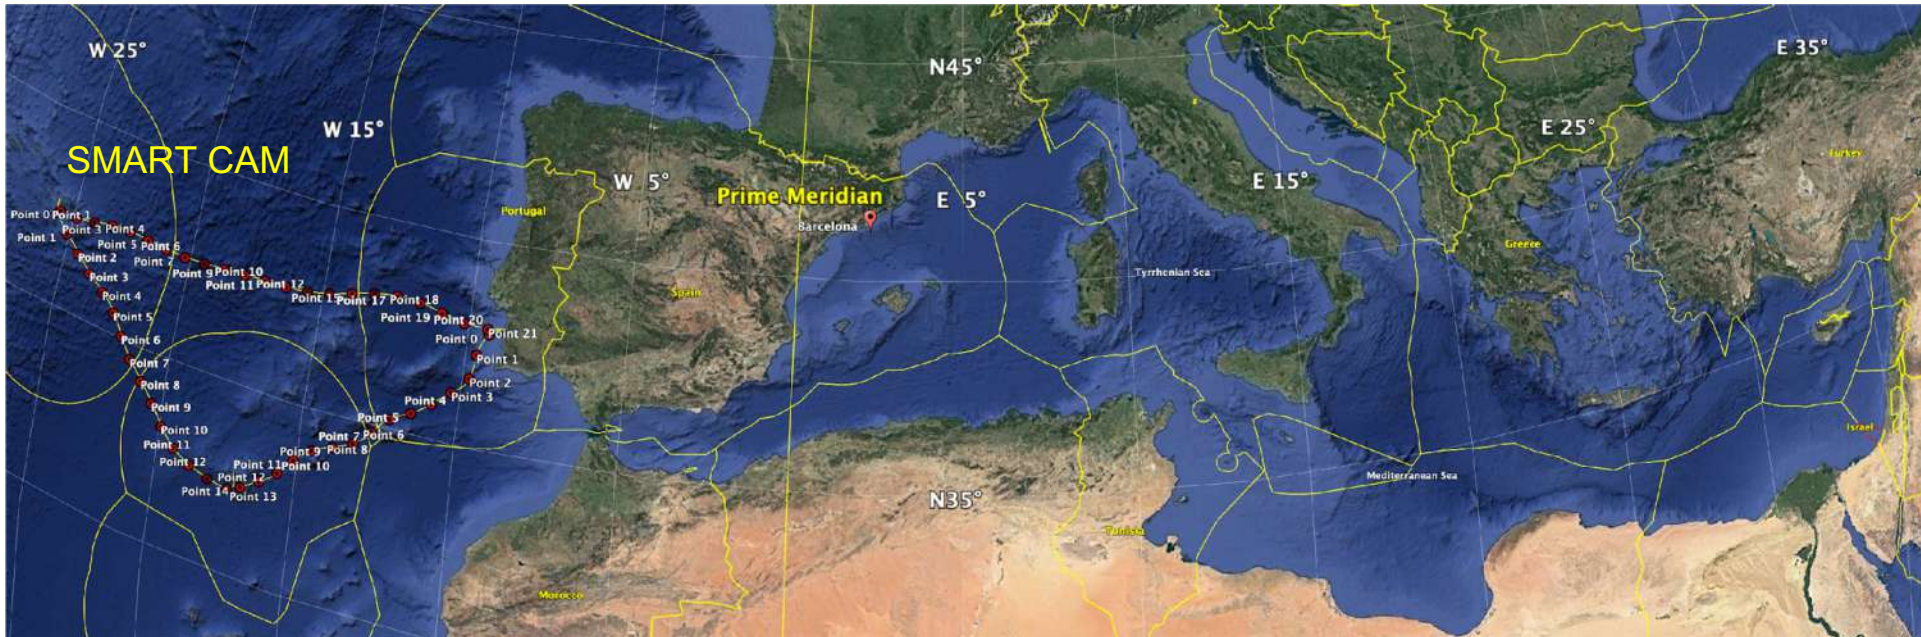 W 25°
E 35°
N45°
W 15°
E 25°
SMART CAM
Turkey
W 5°
E 15°
Prime Meridian
E 5°
Portugal
Barcelona
Point 0
Point 1
Point 3
Point 4
Point 1
Point 5
Point 6
Greece
Point 2
Point 7
Point 9
Point 10
Tyrrhenian Sea
Point 3
Point 11
Point 12
Spain
Point 4
Point 15
Point 17
Point 18
Point 5
Point 19
Point 20
Point 6
Point 0
Point 21
Point 7
Point 1
Point 8
Point 2
Point 9
Point 4
Point 3
Point 10
Point 5
Israel
Point 11
Point 7
Point 6
Point 9
Point 8
Point 12
Point 11
Point 10
Point 12
Mediterranean Sea
Point 14
Point 13
N35°
Tunisia
Morocco